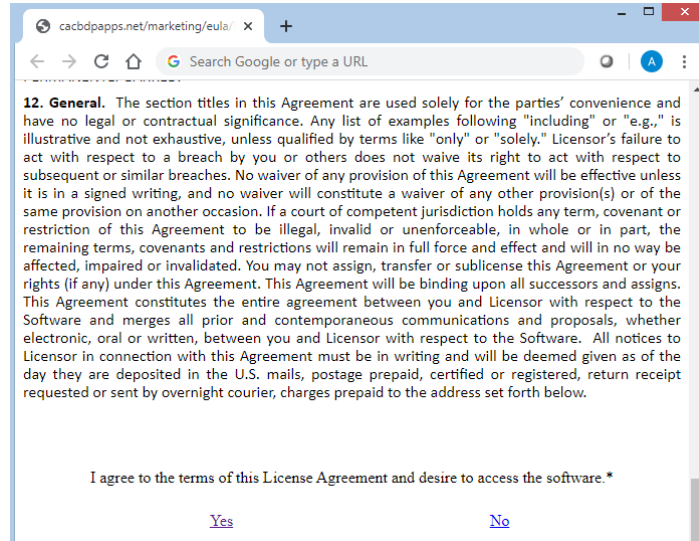 cacbdpapps.net/marketing/eula/
Search Google or type a URL
A
12. General. The section titles in this Agreement are used solely for the parties’ convenience and
have no legal or contractual significance. Any list of examples following "including" or "e.g.," is
illustrative and not exhaustive, unless qualified by terms like "only" or "solely." Licensor’s failure to
act with respect to a breach by you or others does not waive its right to act with respect to
subsequent or similar breaches. No waiver of any provision of this Agreement will be effective unless
it is in a signed writing, and no waiver will constitute a waiver of any other provision(s) or of the
same provision on another occasion. If a court of competent jurisdiction holds any term, covenant or
restriction of this Agreement to be illegal, invalid or unenforceable, in whole or in part, the
remaining terms, covenants and restrictions will remain in full force and effect and will in no way be
affected, impaired or invalidated. You may not assign, transfer or sublicense this Agreement or your
rights (if any) under this Agreement. This Agreement will be binding upon all successors and assigns.
This Agreement constitutes the entire agreement between you and Licensor with respect to the
Software and merges all prior and contemporaneous communications and proposals, whether
electronic, oral or written, between you and Licensor with respect to the Software. All notices to
Licensor in connection with this Agreement must be in writing and will be deemed given as of the
day they are deposited in the U.S. mails, postage prepaid, certified or registered, return receipt
requested or sent by overnight courier, charges prepaid to the address set forth below.
I agree to the terms of this License Agreement and desire to access the software.*
Yes No